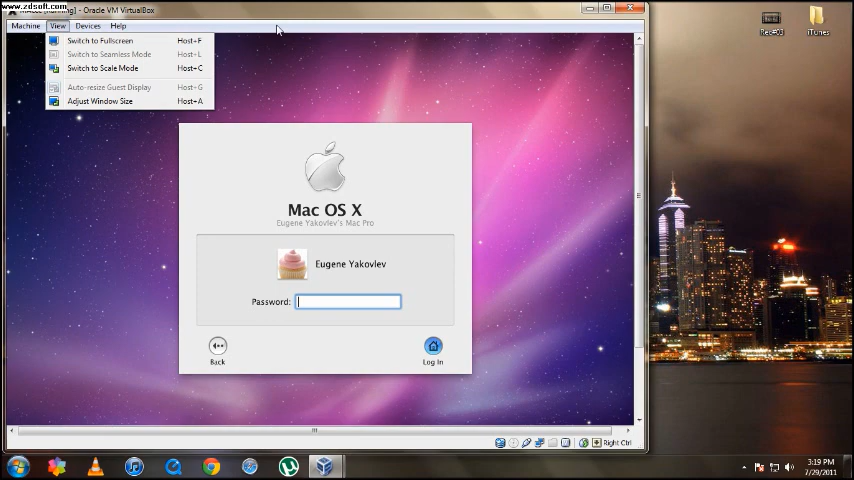 www.zdsoft.com
- Oracle VM VirtualBox
Machine View Devices Help
Switch to Fullscreen Host+F
Switch to Seamless Mode Host+L
Switch to Scale Mode Host+C
Auto-resize Guest Display Host+G
Adjust Window Size Host+A
Mac OS X
Eugene Yakovlev's Mac Pro
Eugene Yakovlev
Password:
Back
Log In
Right Ctrl
Rec#03
iTunes
3:19 PM
7/29/2011